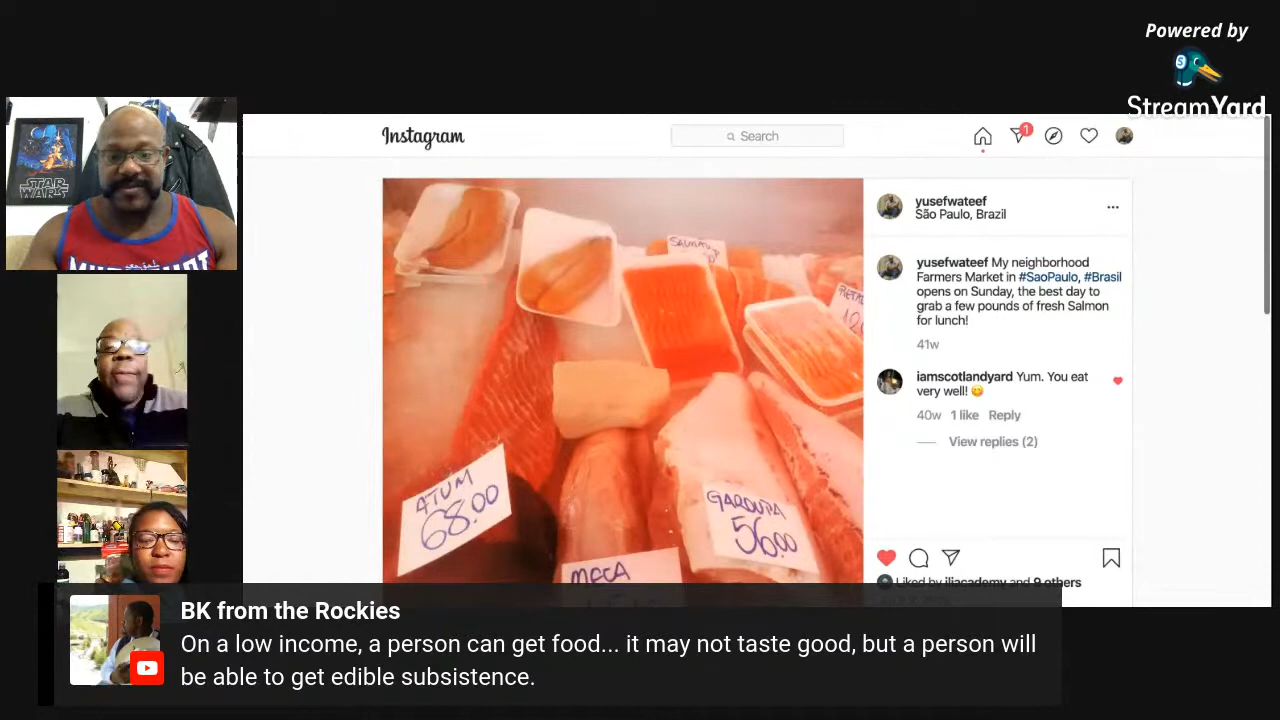 Powered by
StreamYard
STAR
WARS
Instagram
Search
1
yusefwateef
São Paulo, Brazil
yusefwateef My neighborhood
Farmers Market in #SaoPaulo, #Brasil
opens on Sunday, the best day to
grab a few pounds of fresh Salmon
for lunch!
41w
iamscotlandyard Yum. You eat
very well! 😋
40w 1 like Reply
View replies (2)
SALMAO
ATUM
68.00
GAROUPA
56.00
MECA
Liked by iliacademy and 9 others
BK from the Rockies
On a low income, a person can get food... it may not taste good, but a person will
be able to get edible subsistence.